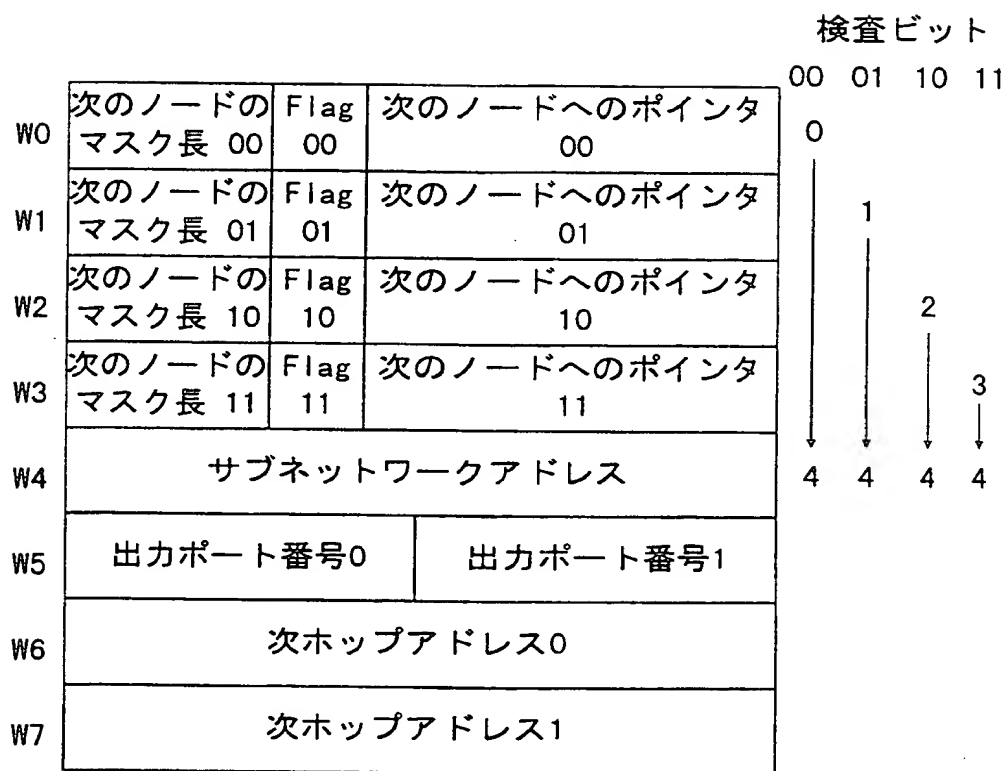 検査ビット
00 01 10 11
W0
次のノードの
マスク長 00
Flag
00
次のノードへのポインタ
00
0
W1
次のノードの
マスク長 01
Flag
01
次のノードへのポインタ
01
1
W2
次のノードの
マスク長 10
Flag
10
次のノードへのポインタ
10
2
W3
次のノードの
マスク長 11
Flag
11
次のノードへのポインタ
11
3
W4
サブネットワークアドレス
4 4 4 4
W5
出力ポート番号0
出力ポート番号1
W6
次ホップアドレス0
W7
次ホップアドレス1